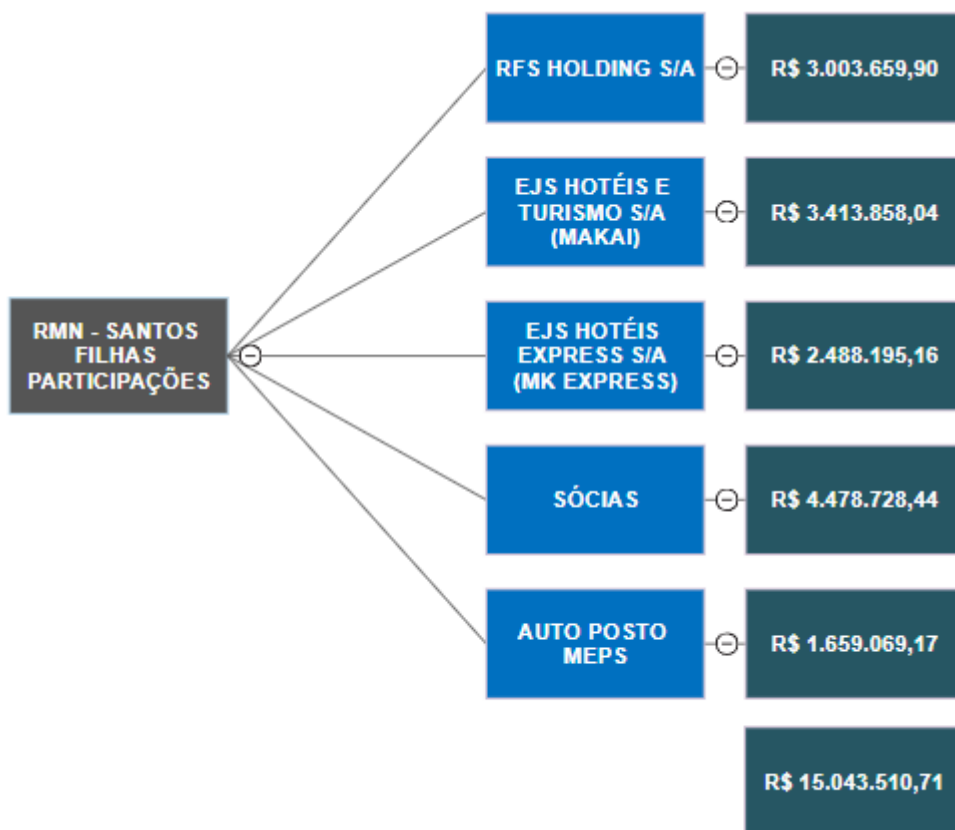 RMN - SANTOS
FILHAS
PARTICIPAÇÕES
RFS HOLDING S/A
R$ 3.003.659,90
EJS HOTÉIS E
TURISMO S/A
(MAKAI)
R$ 3.413.858,04
EJS HOTÉIS
EXPRESS S/A
(MK EXPRESS)
R$ 2.488.195,16
SÓCIAS
R$ 4.478.728,44
AUTO POSTO
MEPS
R$ 1.659.069,17
R$ 15.043.510,71